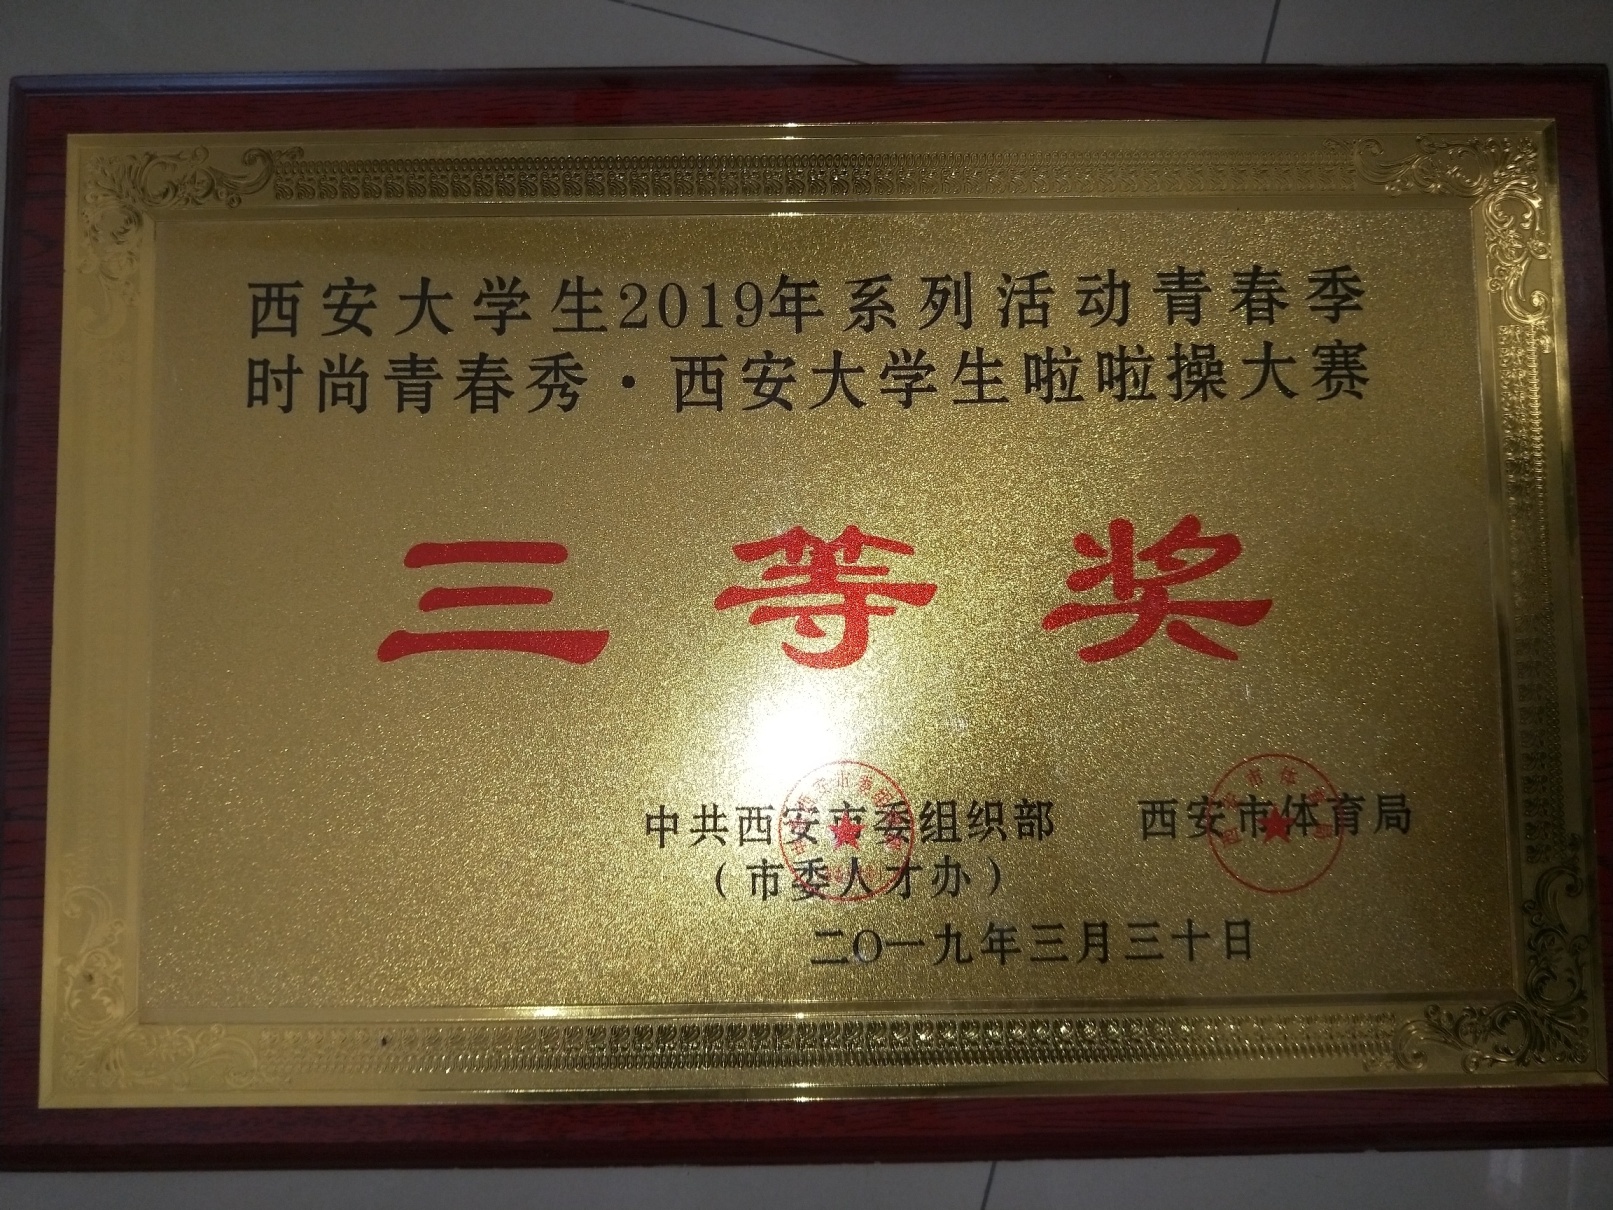 西安大学生2019年系列活动青春季
时尚青春秀·西安大学生啦啦操大赛
三等奖
中共西安市委组织部 西安市体育局
（市委人才办）
二〇一九年三月三十日